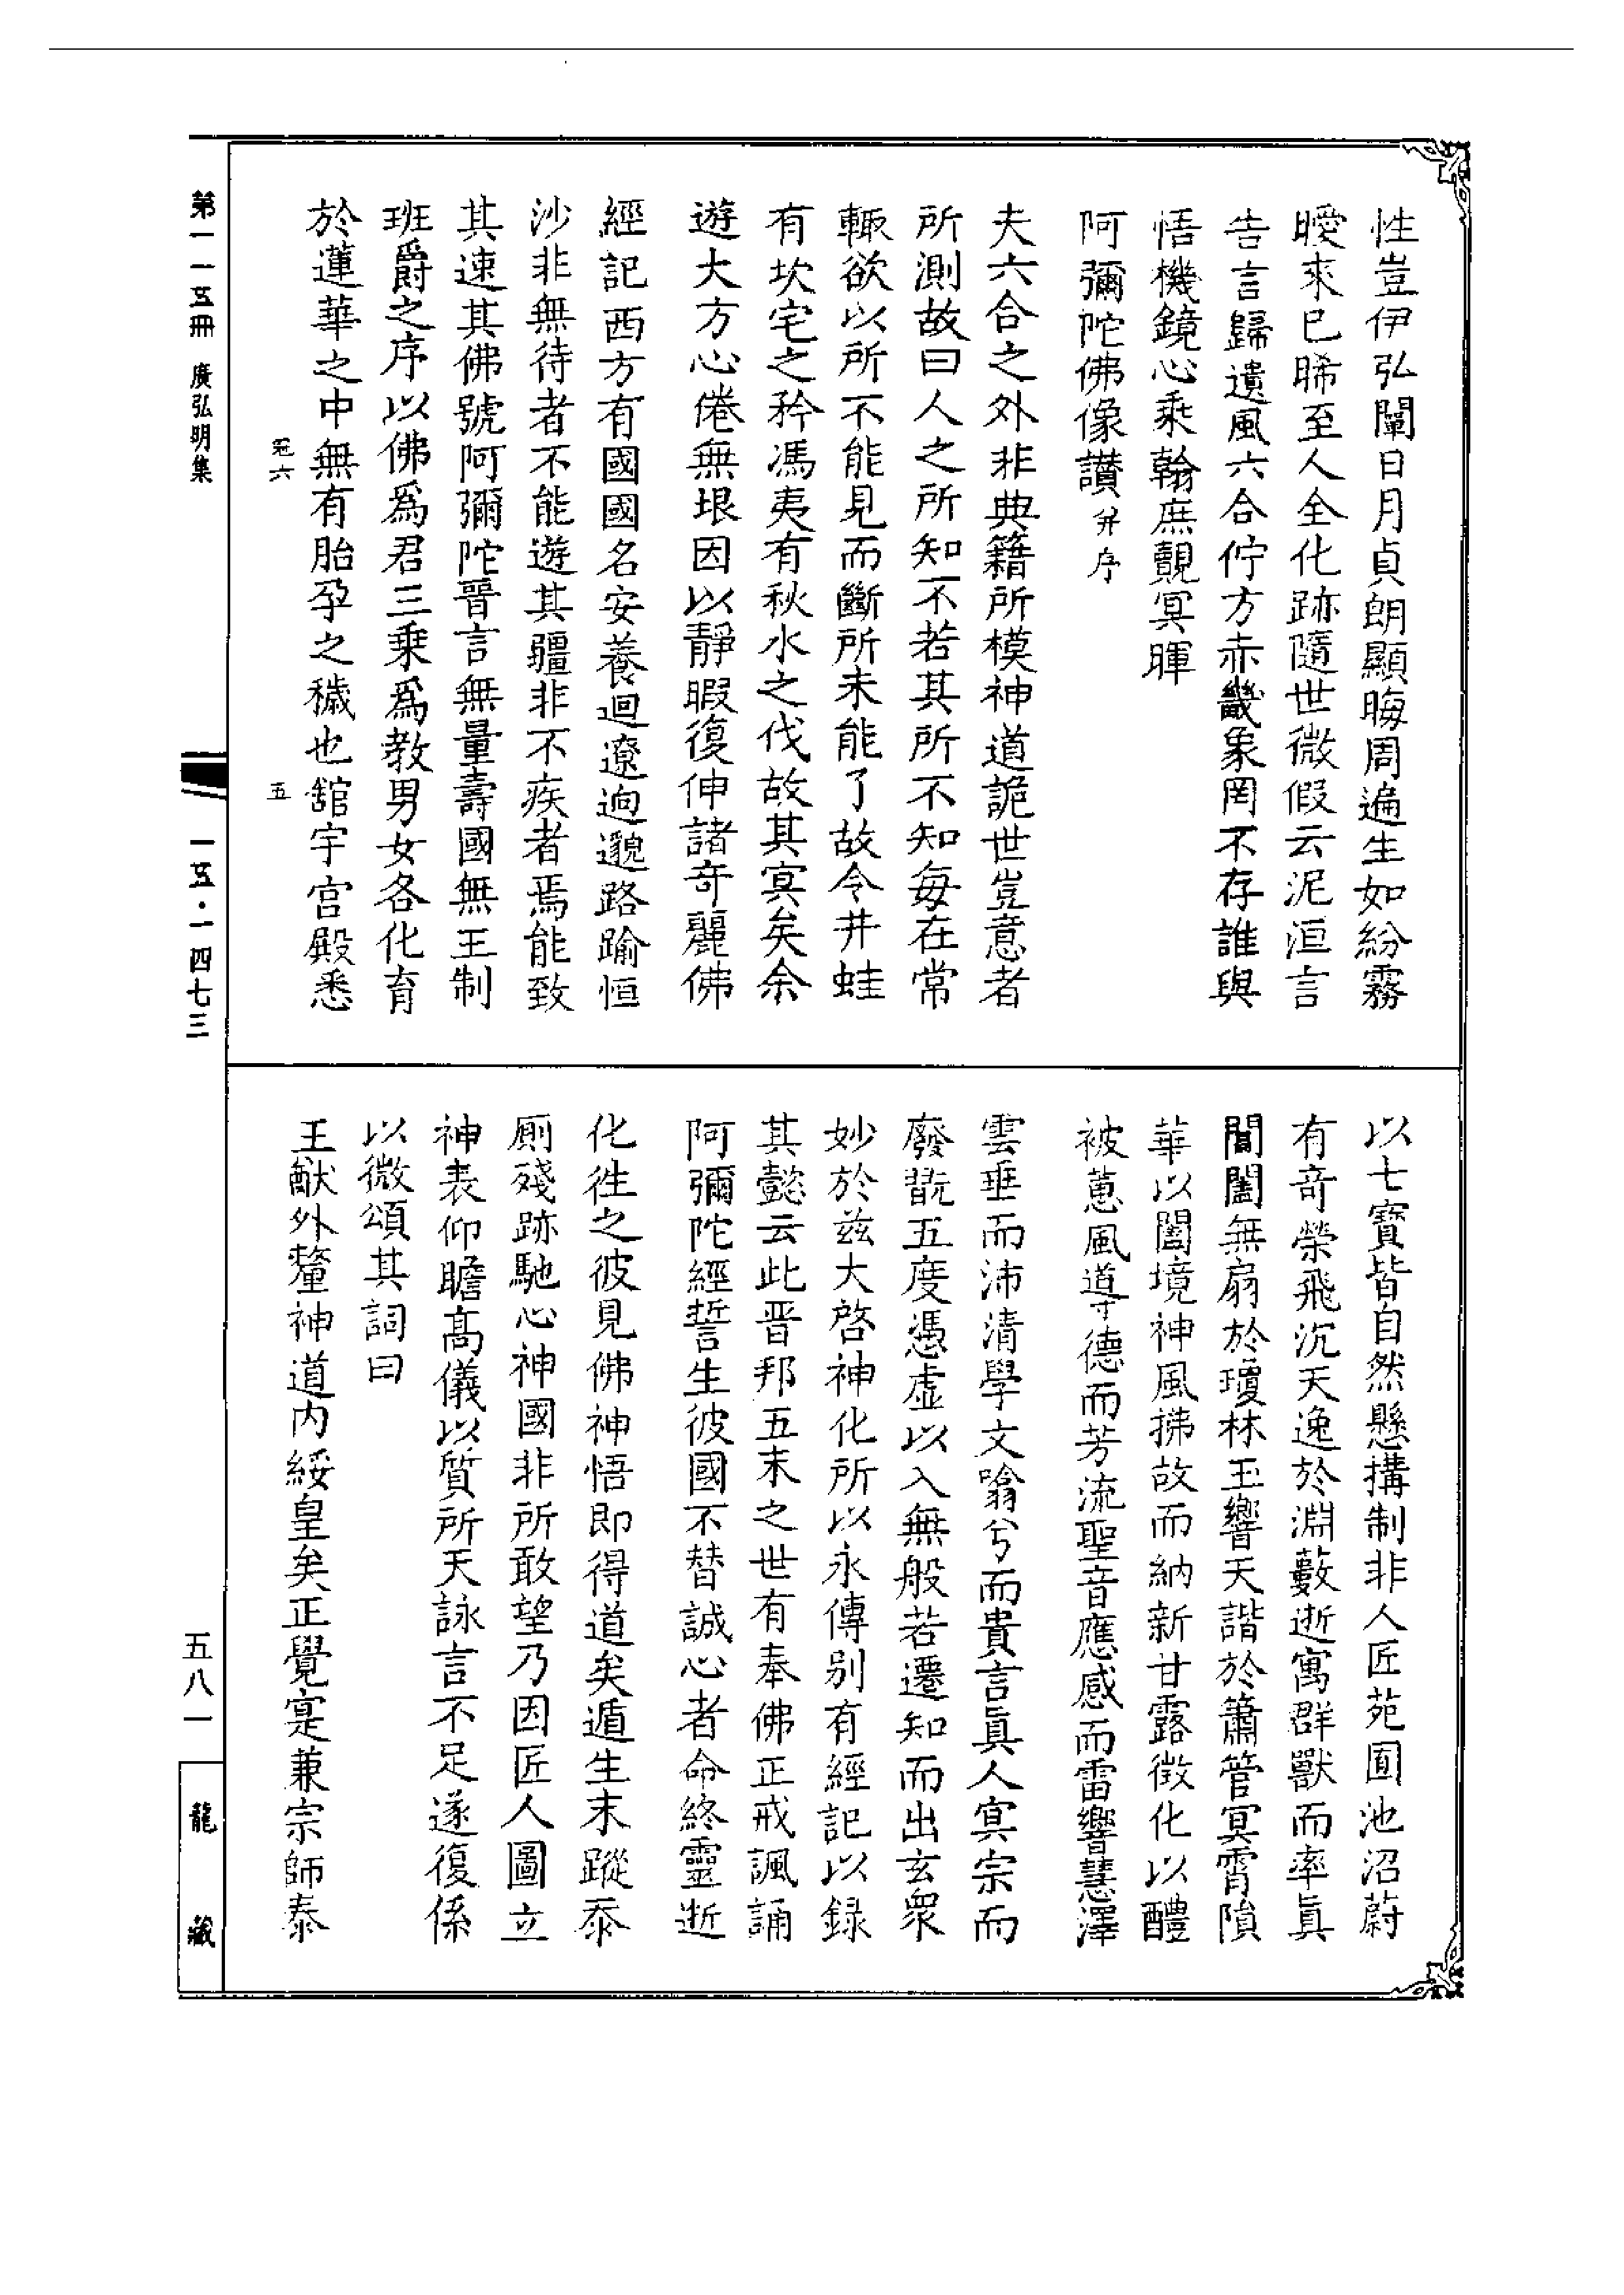 性豈伊弘闡日月貞朗顯晦周遍生如紛霧
曖來已晞至人全化跡隨世微假云泥洹言
告言歸遺風六合佇方赤畿象罔不存誰與
悟機鏡心乘翰庶覿冥暉
阿彌陀佛像讚并序
夫六合之外非典籍所模神道詭世豈意者
所測故曰人之所知不若其所不知每在常
輒欲以所不能見而斷所未能了故令井蛙
有坎宅之矜馮夷有秋水之伐故其冥矣余
遊大方心倦無垠因以靜暇復伸諸奇麗佛
經記西方有國國名安養迴遼逈邈路踰恒
沙非無待者不能遊其疆非不疾者焉能致
其速其佛號阿彌陀晉言無量壽國無王制
班爵之序以佛為君三乘為教男女各化育
於蓮華之中無有胎孕之穢也舘宇宮殿悉
以七寶皆自然懸搆制非人匠苑囿池沼蔚
有奇榮飛沉天逸於淵藪逝寓群獸而率真
閶闔無扇於瓊林玉響天諧於簫管冥霄隕
華以闔境神風拂故而納新甘露徴化以醴
被蕙風導德而芳流聖音應感而雷響慧澤
雲垂而沛清學文噏兮而貴言真人冥宗而
廢翫五度憑虛以入無般若遷知而出玄衆
妙於兹大啓神化所以永傳別有經記以録
其懿云此晉邦五末之世有奉佛正戒諷誦
阿彌陀經誓生彼國不替誠心者命終靈逝
化徃之彼見佛神悟即得道矣遁生末蹤忝
厠殘跡馳心神國非所敢望乃因匠人圖立
神表仰瞻高儀以質所天詠言不足遂復係
以微頌其詞曰
王猷外釐神道内綏皇矣正覺寔兼宗師泰
第一一五冊 廣弘明集
一五·一四七三
五八一
龍藏
六
五